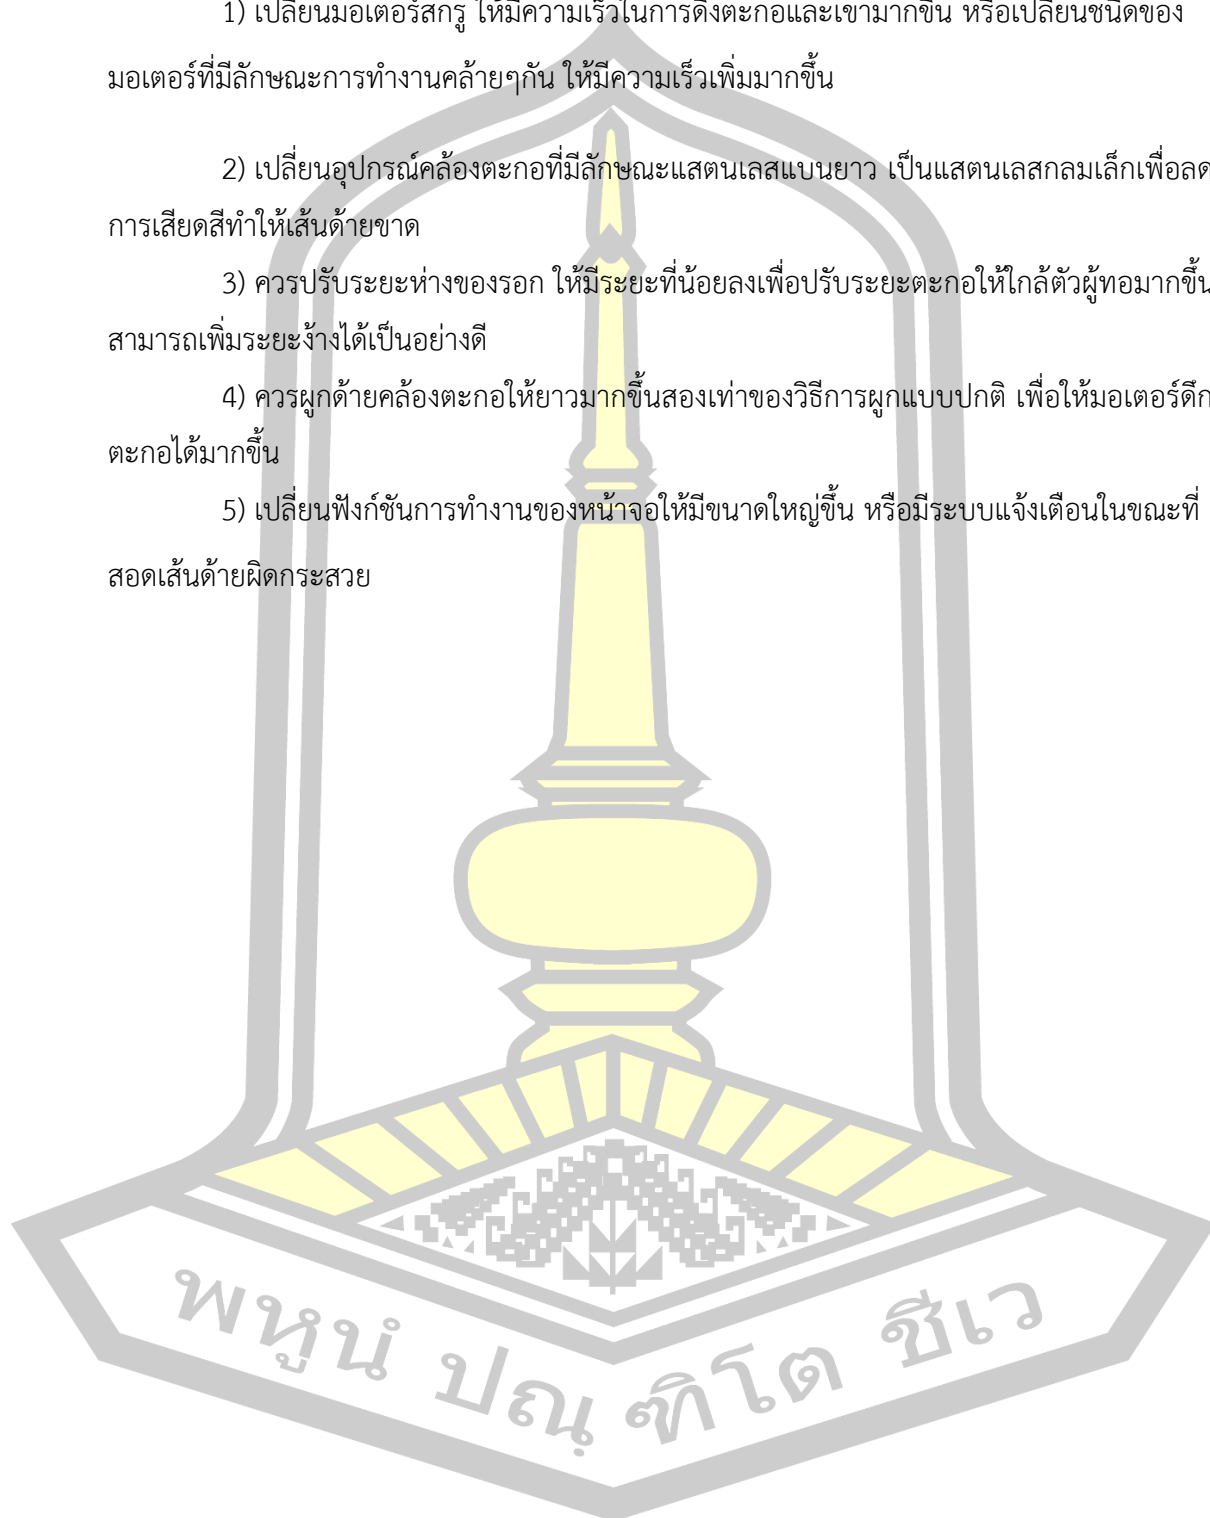 1) เปลี่ยนมอเตอร์สกรู ให้มีความเร็วในการดึงตะกอและเข้ามากขึ้น หรือเปลี่ยนชนิดของ
มอเตอร์ที่มีลักษณะการทำงานคล้ายๆกัน ให้มีความเร็วเพิ่มมากขึ้น
2) เปลี่ยนอุปกรณ์คล้องตะกอที่มีลักษณะแสตนเลสแบนยาว เป็นแสตนเลสกลมเล็กเพื่อลด
การเสียดสีทำให้เส้นด้ายขาด
3) ควรปรับระยะห่างของรอก ให้มีระยะที่น้อยลงเพื่อปรับระยะตะกอให้ใกล้ตัวผู้ทอมากขึ้น
สามารถเพิ่มระยะง้างได้เป็นอย่างดี
4) ควรผูกด้ายคล้องตะกอให้ยาวมากขึ้นสองเท่าของวิธีการผูกแบบปกติ เพื่อให้มอเตอร์ดึก
ตะกอได้มากขึ้น
5) เปลี่ยนฟังก์ชันการทำงานของหน้าจอให้มีขนาดใหญ่ขึ้น หรือมีระบบแจ้งเตือนในขณะที่
สอดเส้นด้ายผิดกระสวย
พหูนํ ปณฺฑิโต ชีเว